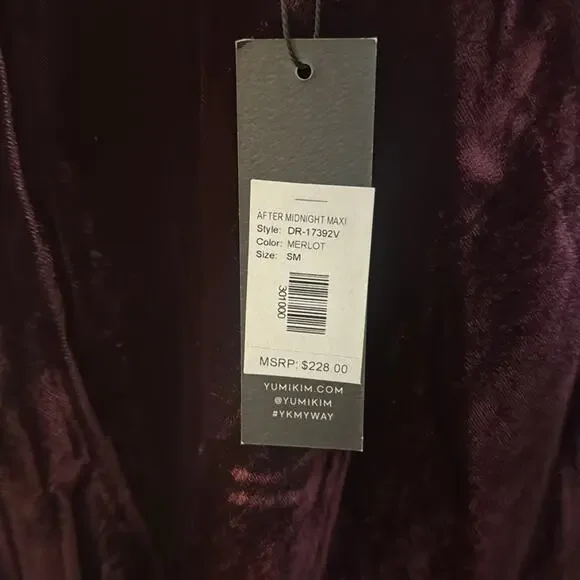 AFTER MIDNIGHT MAXI
Style: DR-17392V
Color: MERLOT
Size: SM
301000
MSRP: $228.00
YUMIKIM.COM
@YUMIKIM
#YKMYWAY